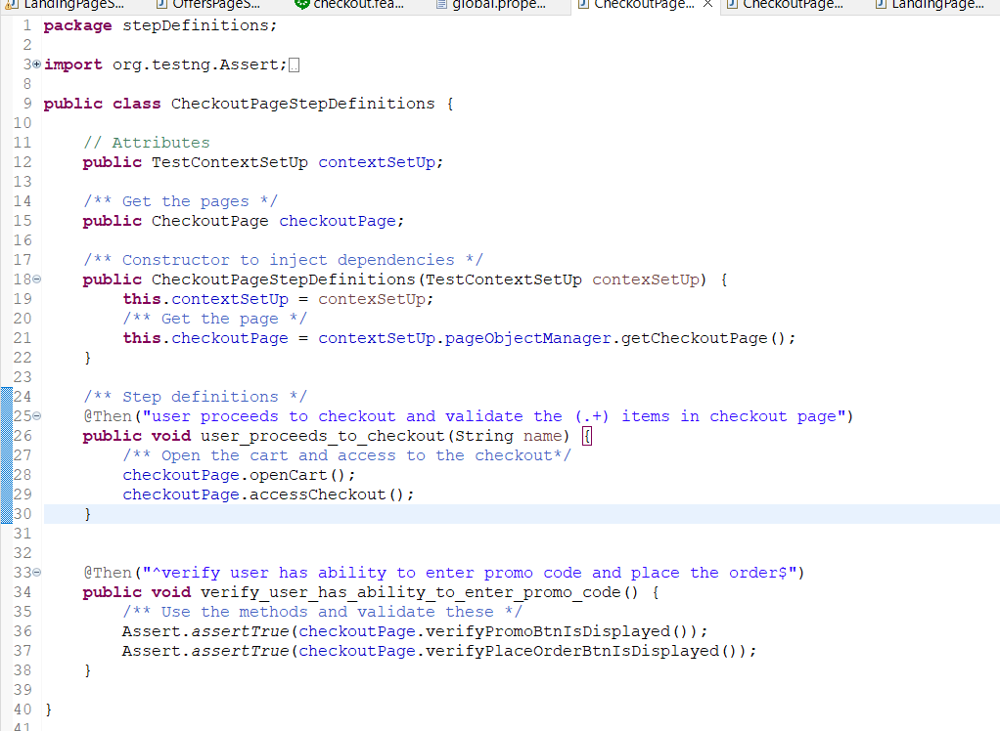 LandingPageS... OffersPageS... checkout.fea... global.prope... CheckoutPage... CheckoutPage... LandingPage...
1 package stepDefinitions;
2
3 import org.testng.Assert;
8
9 public class CheckoutPageStepDefinitions {
10
11 // Attributes
12 public TestContextSetUp contextSetUp;
13
14 /** Get the pages */
15 public CheckoutPage checkoutPage;
16
17 /** Constructor to inject dependencies */
18 public CheckoutPageStepDefinitions(TestContextSetUp contexSetUp) {
19 this.contextSetUp = contexSetUp;
20 /** Get the page */
21 this.checkoutPage = contextSetUp.pageObjectManager.getCheckoutPage();
22 }
23
24 /** Step definitions */
25 @Then("user proceeds to checkout and validate the (.+) items in checkout page")
26 public void user_proceeds_to_checkout(String name) {
27 /** Open the cart and access to the checkout*/
28 checkoutPage.openCart();
29 checkoutPage.accessCheckout();
30 }
31
32
33 @Then("^verify user has ability to enter promo code and place the order$")
34 public void verify_user_has_ability_to_enter_promo_code() {
35 /** Use the methods and validate these */
36 Assert.assertTrue(checkoutPage.verifyPromoBtnIsDisplayed());
37 Assert.assertTrue(checkoutPage.verifyPlaceOrderBtnIsDisplayed());
38 }
39
40 }
41